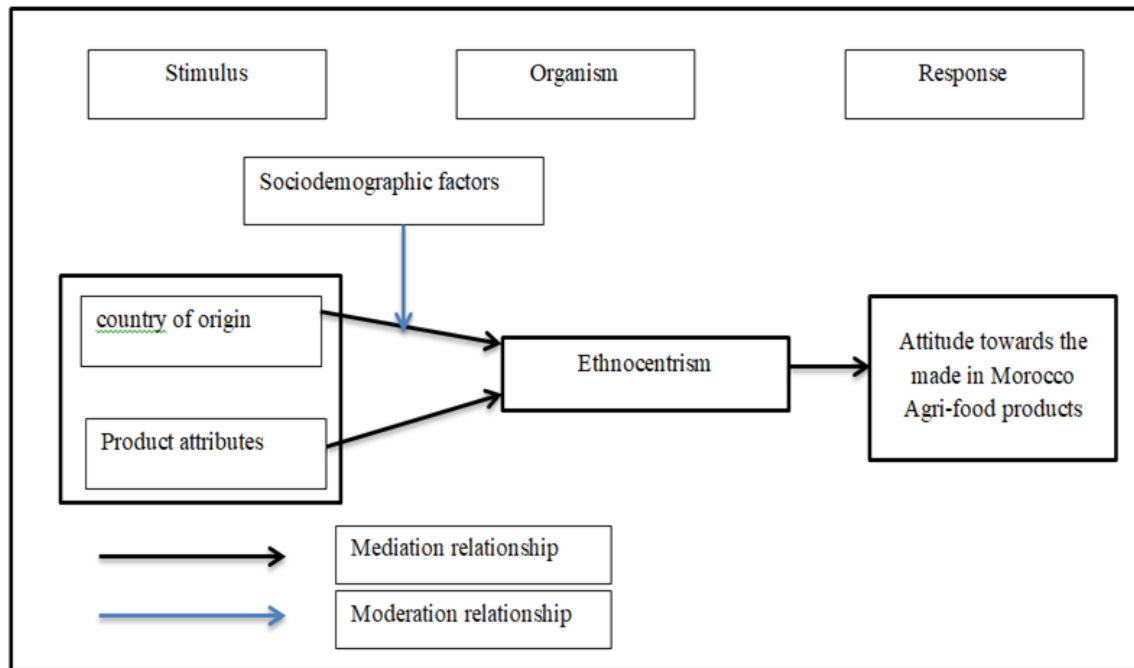 Stimulus
Organism
Response
Sociodemographic factors
country of origin
Ethnocentrism
Attitude towards the
made in Morocco
Agri-food products
Product attributes
Mediation relationship
Moderation relationship